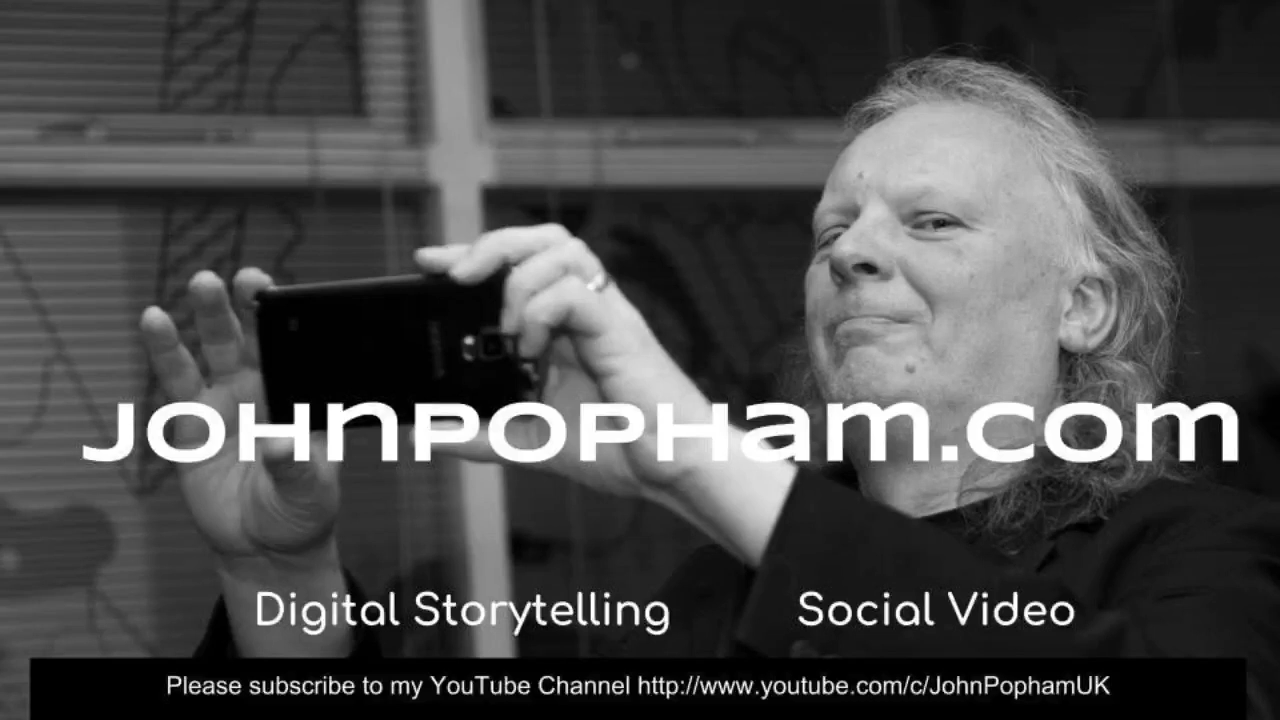 JOHNPOPHAM.COM
Digital Storytelling Social Video
Please subscribe to my YouTube Channel http://www.youtube.com/c/JohnPophamUK